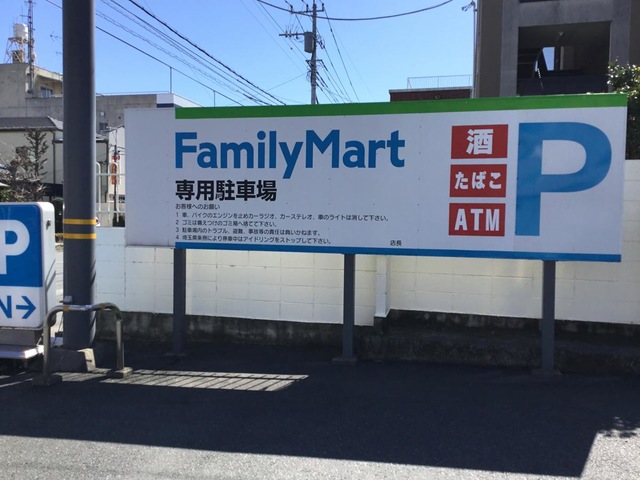 FamilyMart
専用駐車場
お客様へのお願い
1 車、バイクのエンジンを止めカーラジオ、カーステレオ、車のライトは消して下さい。
2 ゴミは備えつけのゴミ箱へ捨てて下さい。
3 駐車場内のトラブル、盗難、事故等の責任は負いかねます。
4 埼玉県条例により停車中はアイドリングをストップして下さい。
店長
酒
たばこ
ATM
P
P
N→